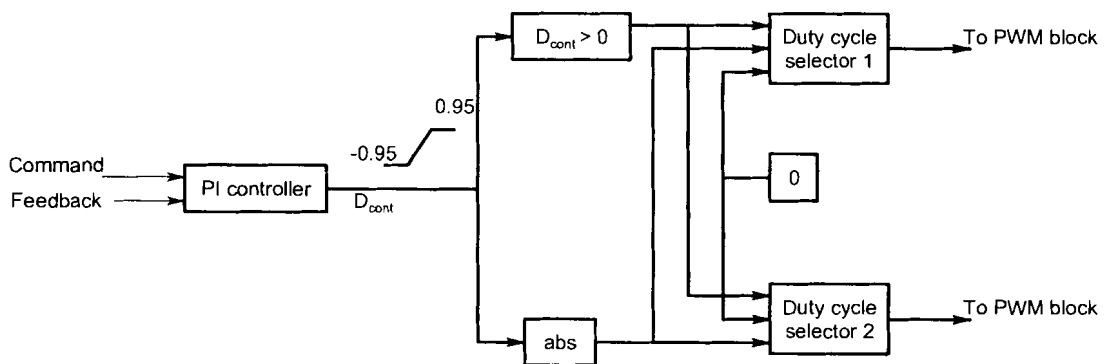 D_cont > 0
Duty cycle
selector 1
To PWM block
0.95
-0.95
Command
Feedback
PI controller
D_cont
0
abs
Duty cycle
selector 2
To PWM block